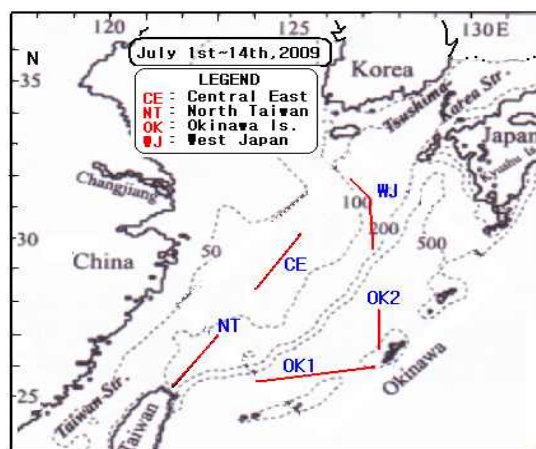 120 125 130E
July 1st~14th,2009
N
35
LEGEND
CE : Central East
NT : North Taiwan
OK : Okinawa Is.
WJ : West Japan
Korea
Tsushima
Korea Str.
Japan
Kyushu Is.
Changjiang
WJ
100
200
500
30
50
China
CE
OK2
NT
OK1
25
Okinawa
Taiwan Str.
Taiwan